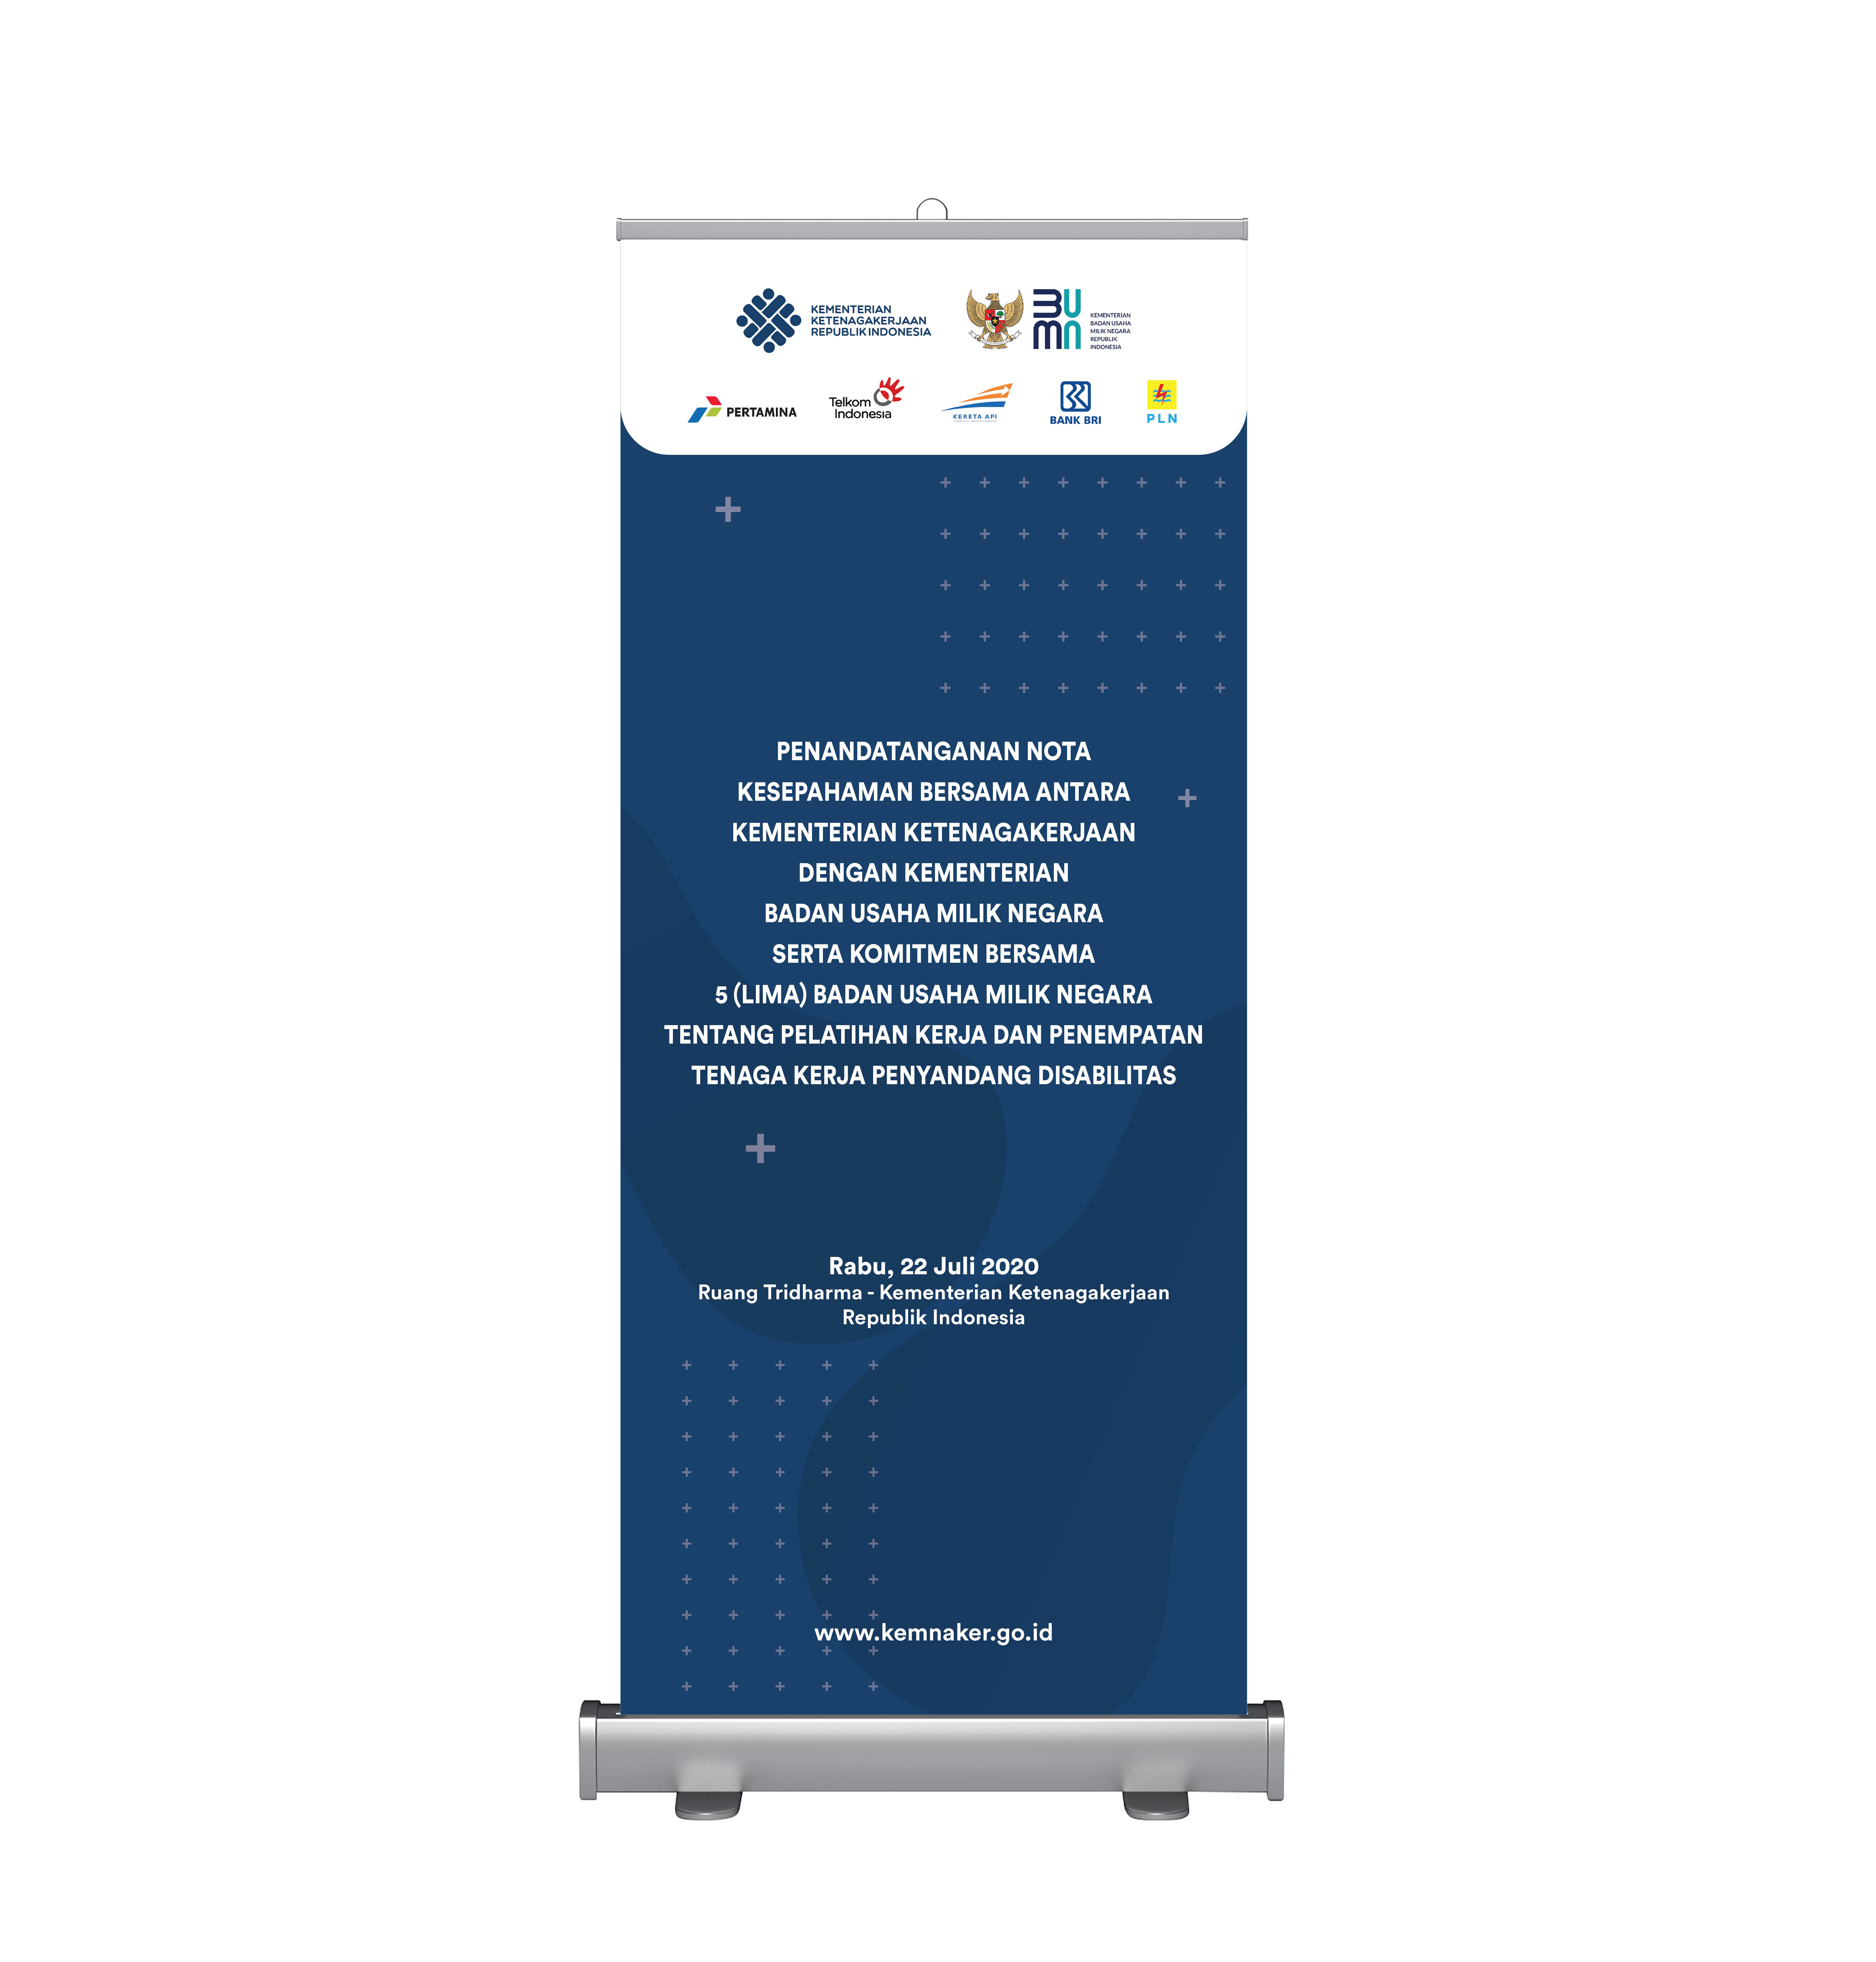 KEMENTERIAN
KETENAGAKERJAAN
REPUBLIK INDONESIA
BUMN
KEMENTERIAN
BADAN USAHA
MILIK NEGARA
REPUBLIK
INDONESIA
PERTAMINA
Telkom
Indonesia
KERETA API
BANK BRI
PLN
PENANDATANGANAN NOTA
KESEPAHAMAN BERSAMA ANTARA
KEMENTERIAN KETENAGAKERJAAN
DENGAN KEMENTERIAN
BADAN USAHA MILIK NEGARA
SERTA KOMITMEN BERSAMA
5 (LIMA) BADAN USAHA MILIK NEGARA
TENTANG PELATIHAN KERJA DAN PENEMPATAN
TENAGA KERJA PENYANDANG DISABILITAS
Rabu, 22 Juli 2020
Ruang Tridharma - Kementerian Ketenagakerjaan
Republik Indonesia
www.kemnaker.go.id